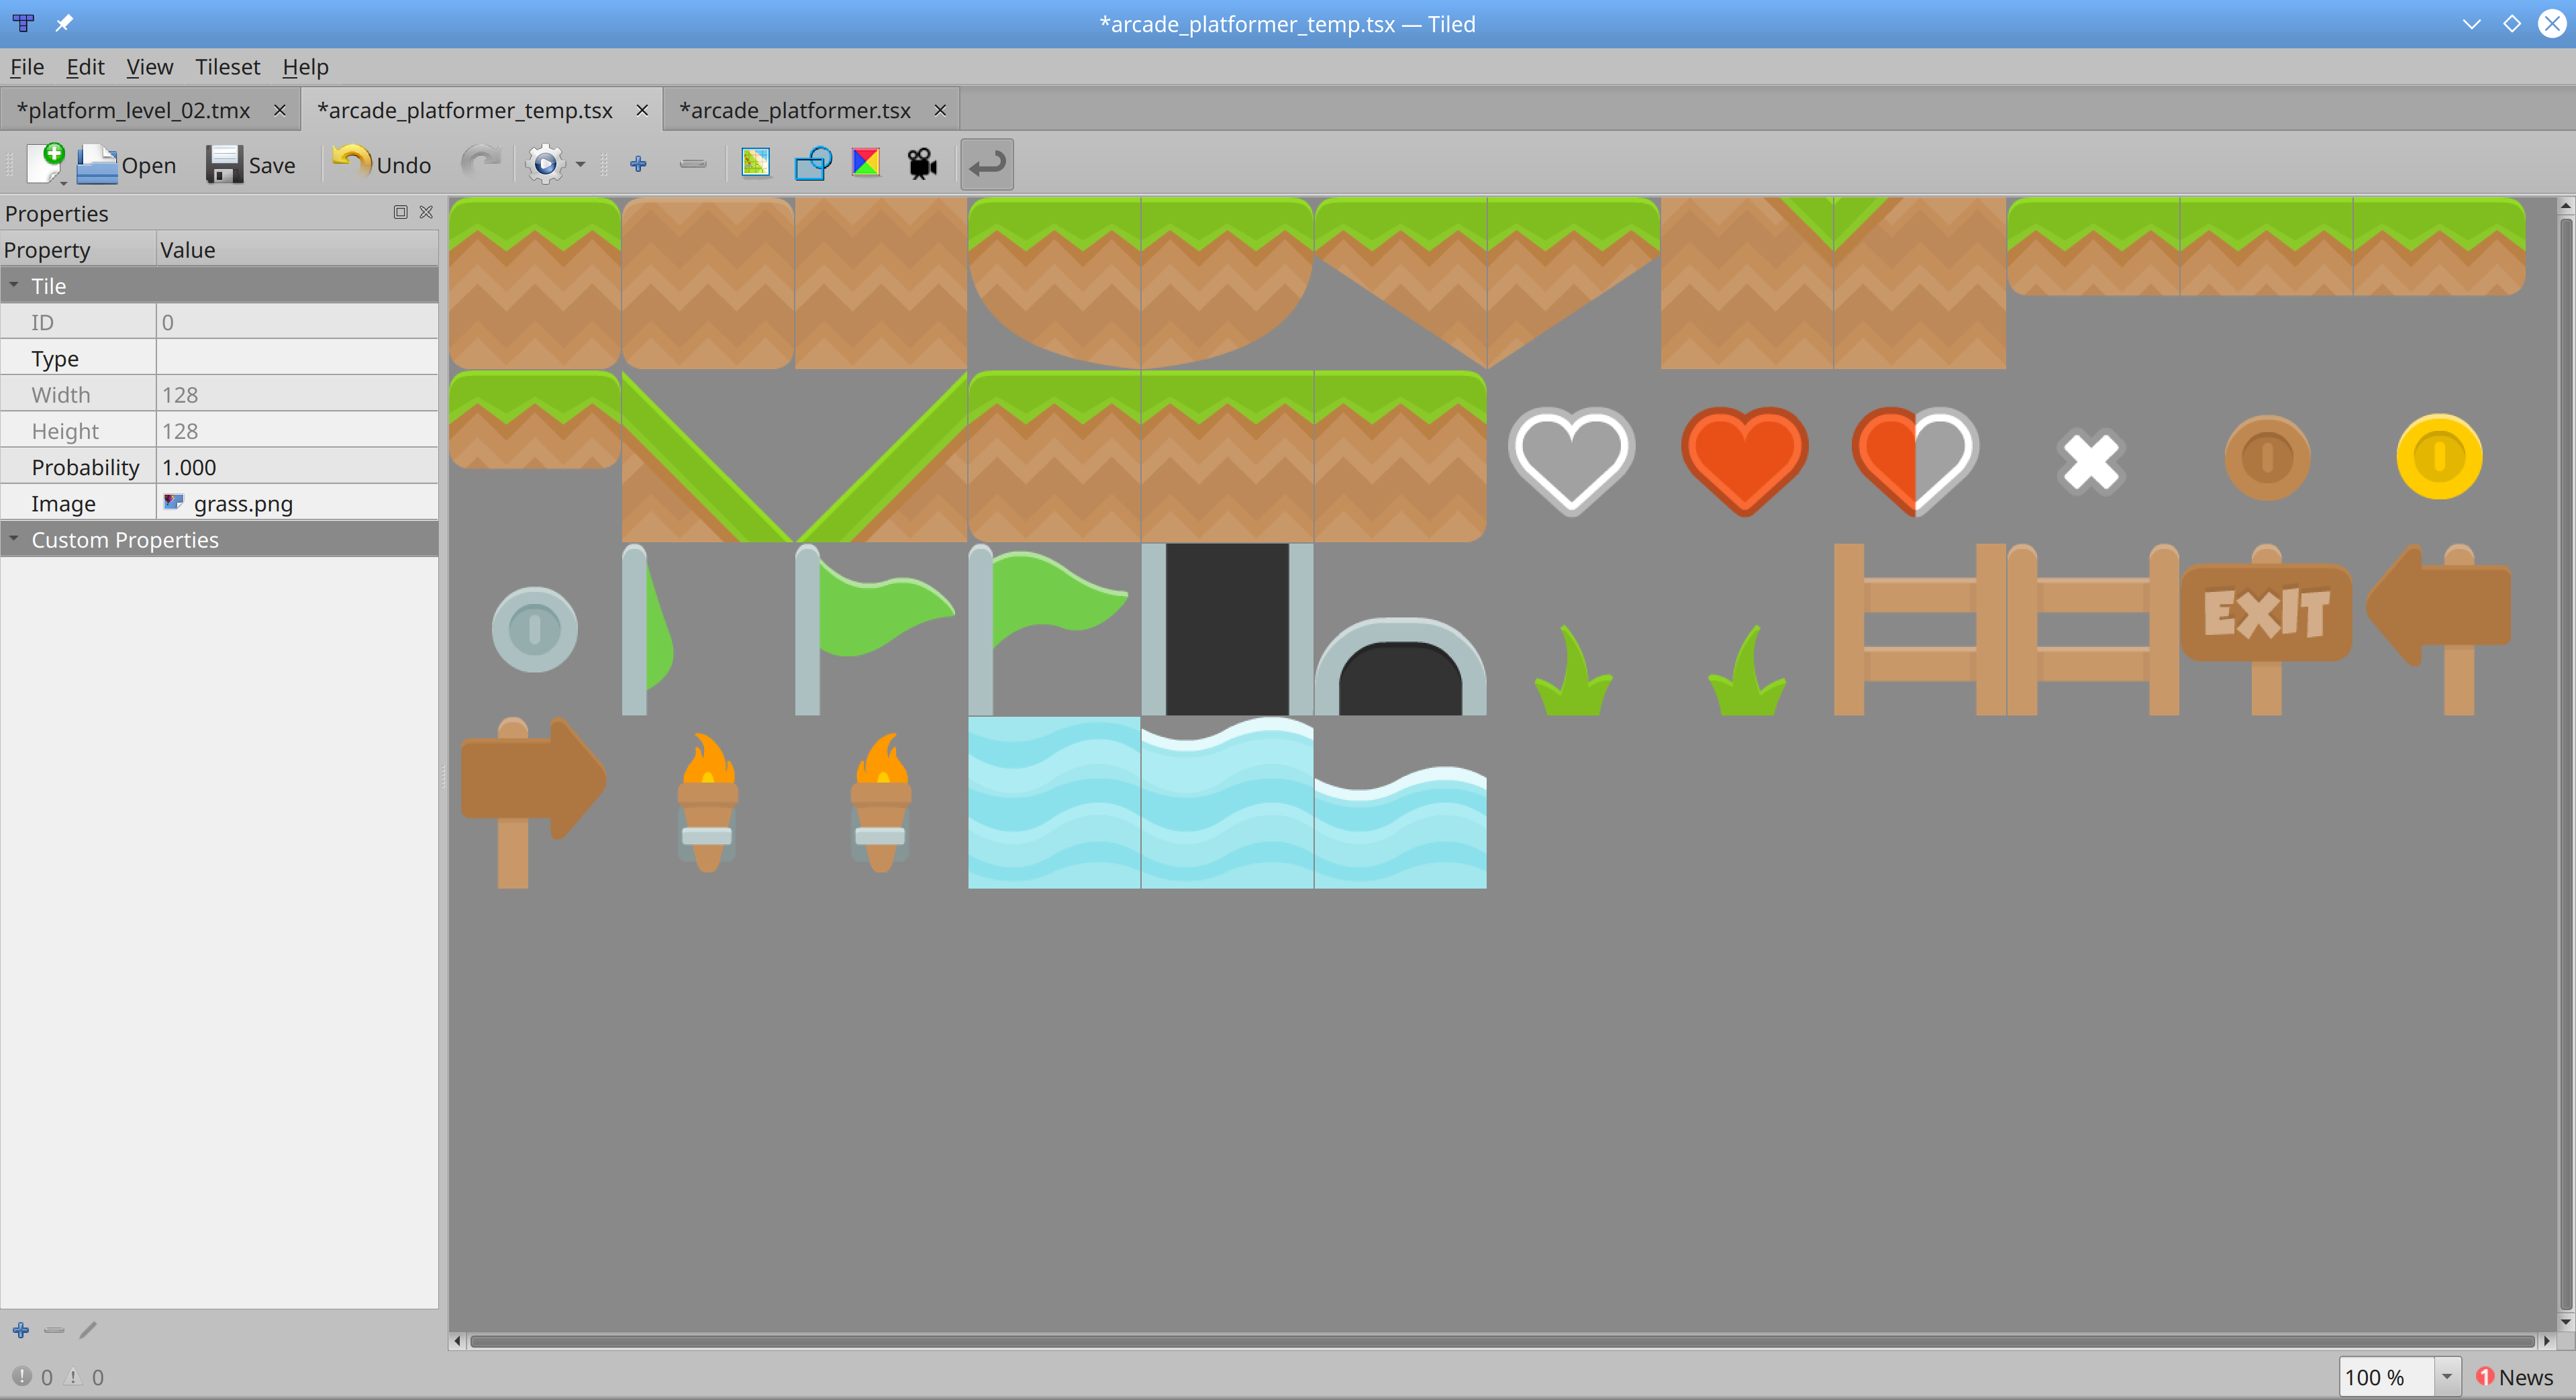 *arcade_platformer_temp.tsx — Tiled
File Edit View Tileset Help
*platform_level_02.tmx *arcade_platformer_temp.tsx *arcade_platformer.tsx
Open Save Undo
Properties
Property Value
Tile
ID 0
Type
Width 128
Height 128
Probability 1.000
Image grass.png
Custom Properties
EXIT
0 0
100 % 1 News